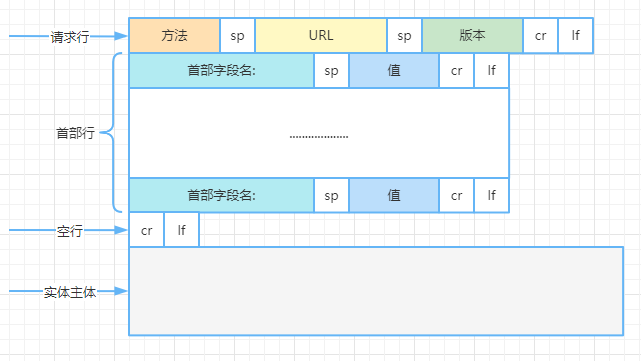 请求行 方法 sp URL sp 版本 cr lf
首部字段名: sp 值 cr lf
首部行 ...................
首部字段名: sp 值 cr lf
空行 cr lf
实体主体